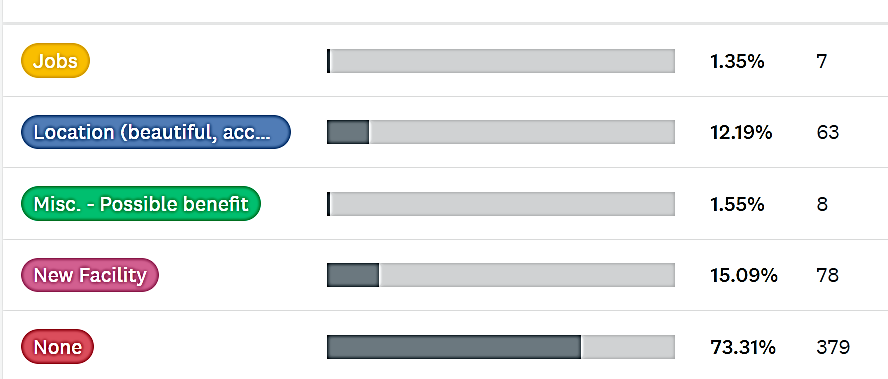 Jobs 1.35% 7
Location (beautiful, acc... 12.19% 63
Misc. - Possible benefit 1.55% 8
New Facility 15.09% 78
None 73.31% 379